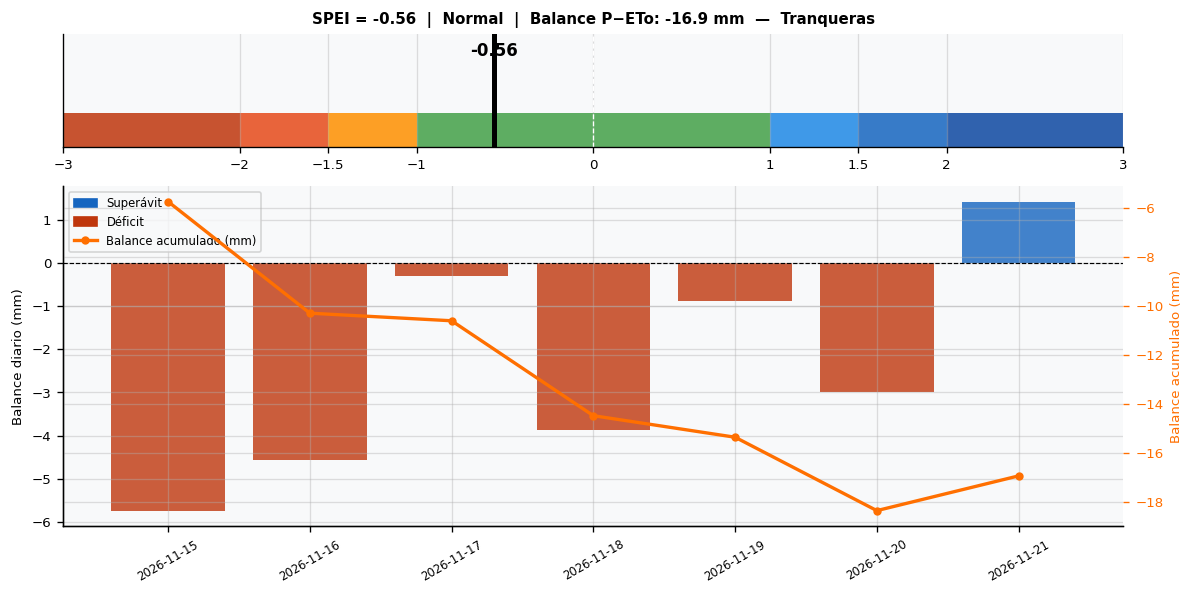 SPEI = -0.56 | Normal | Balance P−ETo: -16.9 mm — Tranqueras
-0.56
−3 −2 −1.5 −1 0 1 1.5 2 3
Superávit
Déficit
Balance acumulado (mm)
Balance diario (mm)
1
0
−1
−2
−3
−4
−5
−6
−6
−8
−10
−12
−14
−16
−18
Balance acumulado (mm)
2026-11-15 2026-11-16 2026-11-17 2026-11-18 2026-11-19 2026-11-20 2026-11-21